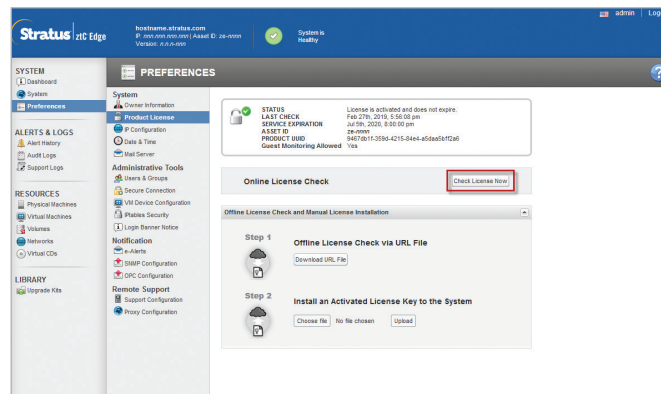 admin | Log
Stratus ztC Edge
hostname.stratus.com
IP: nnn.nnn.nnn.nnn | Asset ID: ze-nnnn
Version: n.n.n-nnn
System is
Healthy
SYSTEM
Dashboard
System
Preferences
ALERTS & LOGS
Alert History
Audit Logs
Support Logs
RESOURCES
Physical Machines
Virtual Machines
Volumes
Networks
Virtual CDs
LIBRARY
Upgrade Kits
PREFERENCES
System
Owner Information
Product License
IP Configuration
Date & Time
Mail Server
Administrative Tools
Users & Groups
Secure Connection
VM Device Configuration
IPtables Security
Login Banner Notice
Notification
e-Alerts
SNMP Configuration
OPC Configuration
Remote Support
Support Configuration
Proxy Configuration
STATUS License is activated and does not expire.
LAST CHECK Feb 27th, 2019, 5:56:08 pm
SERVICE EXPIRATION Jul 5th, 2020, 8:00:00 pm
ASSET ID ze-nnnn
PRODUCT UUID 9467db1f-359d-4215-84e4-a5daa5bff2a6
Guest Monitoring Allowed Yes
Online License Check
Check License Now
Offline License Check and Manual License Installation
Step 1
Offline License Check via URL File
Download URL File
Step 2
Install an Activated License Key to the System
Choose file No file chosen Upload